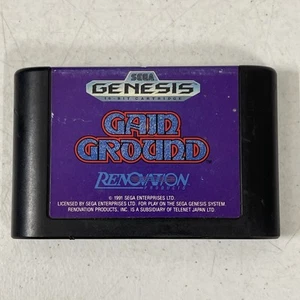 SEGA
GENESIS
16-BIT CARTRIDGE
GAIN
GROUND
RENOVATION
PRODUCTS
© 1991 SEGA ENTERPRISES LTD.
LICENSED BY SEGA ENTERPRISES LTD. FOR PLAY ON THE SEGA GENESIS SYSTEM.
RENOVATION PRODUCTS, INC. IS A SUBSIDIARY OF TELENET JAPAN LTD.